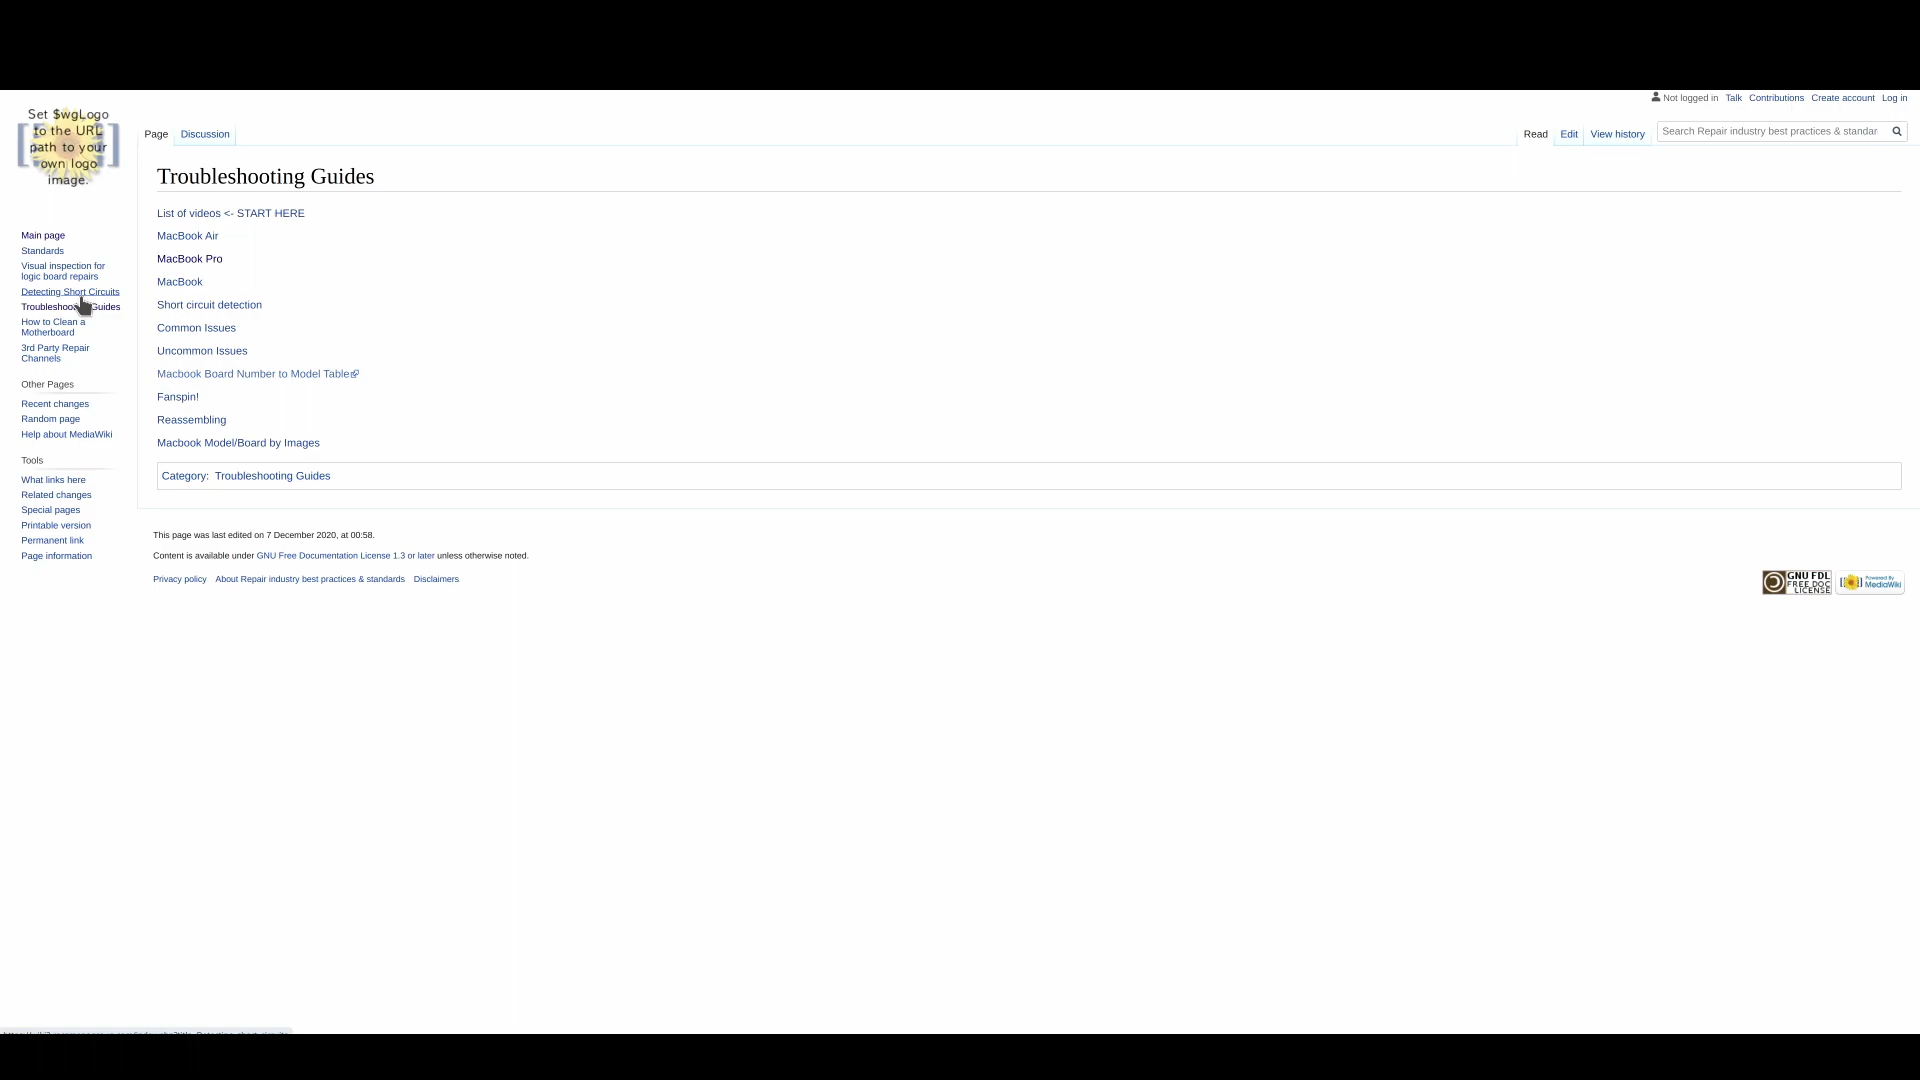 Not logged in Talk Contributions Create account Log in
Set $wgLogo
to the URL
path to your
own logo
image.
Page Discussion Read Edit View history Search Repair industry best practices & standar
Troubleshooting Guides
List of videos <- START HERE
MacBook Air
MacBook Pro
MacBook
Short circuit detection
Common Issues
Uncommon Issues
Macbook Board Number to Model Table
Fanspin!
Reassembling
Macbook Model/Board by Images
Category: Troubleshooting Guides
Main page
Standards
Visual inspection for
logic board repairs
Detecting Short Circuits
Troubleshooting Guides
How to Clean a
Motherboard
3rd Party Repair
Channels
Other Pages
Recent changes
Random page
Help about MediaWiki
Tools
What links here
Related changes
Special pages
Printable version
Permanent link
Page information
This page was last edited on 7 December 2020, at 00:58.
Content is available under GNU Free Documentation License 1.3 or later unless otherwise noted.
Privacy policy About Repair industry best practices & standards Disclaimers
GNU FDL
FREE DOC
LICENSE
Powered By
MediaWiki